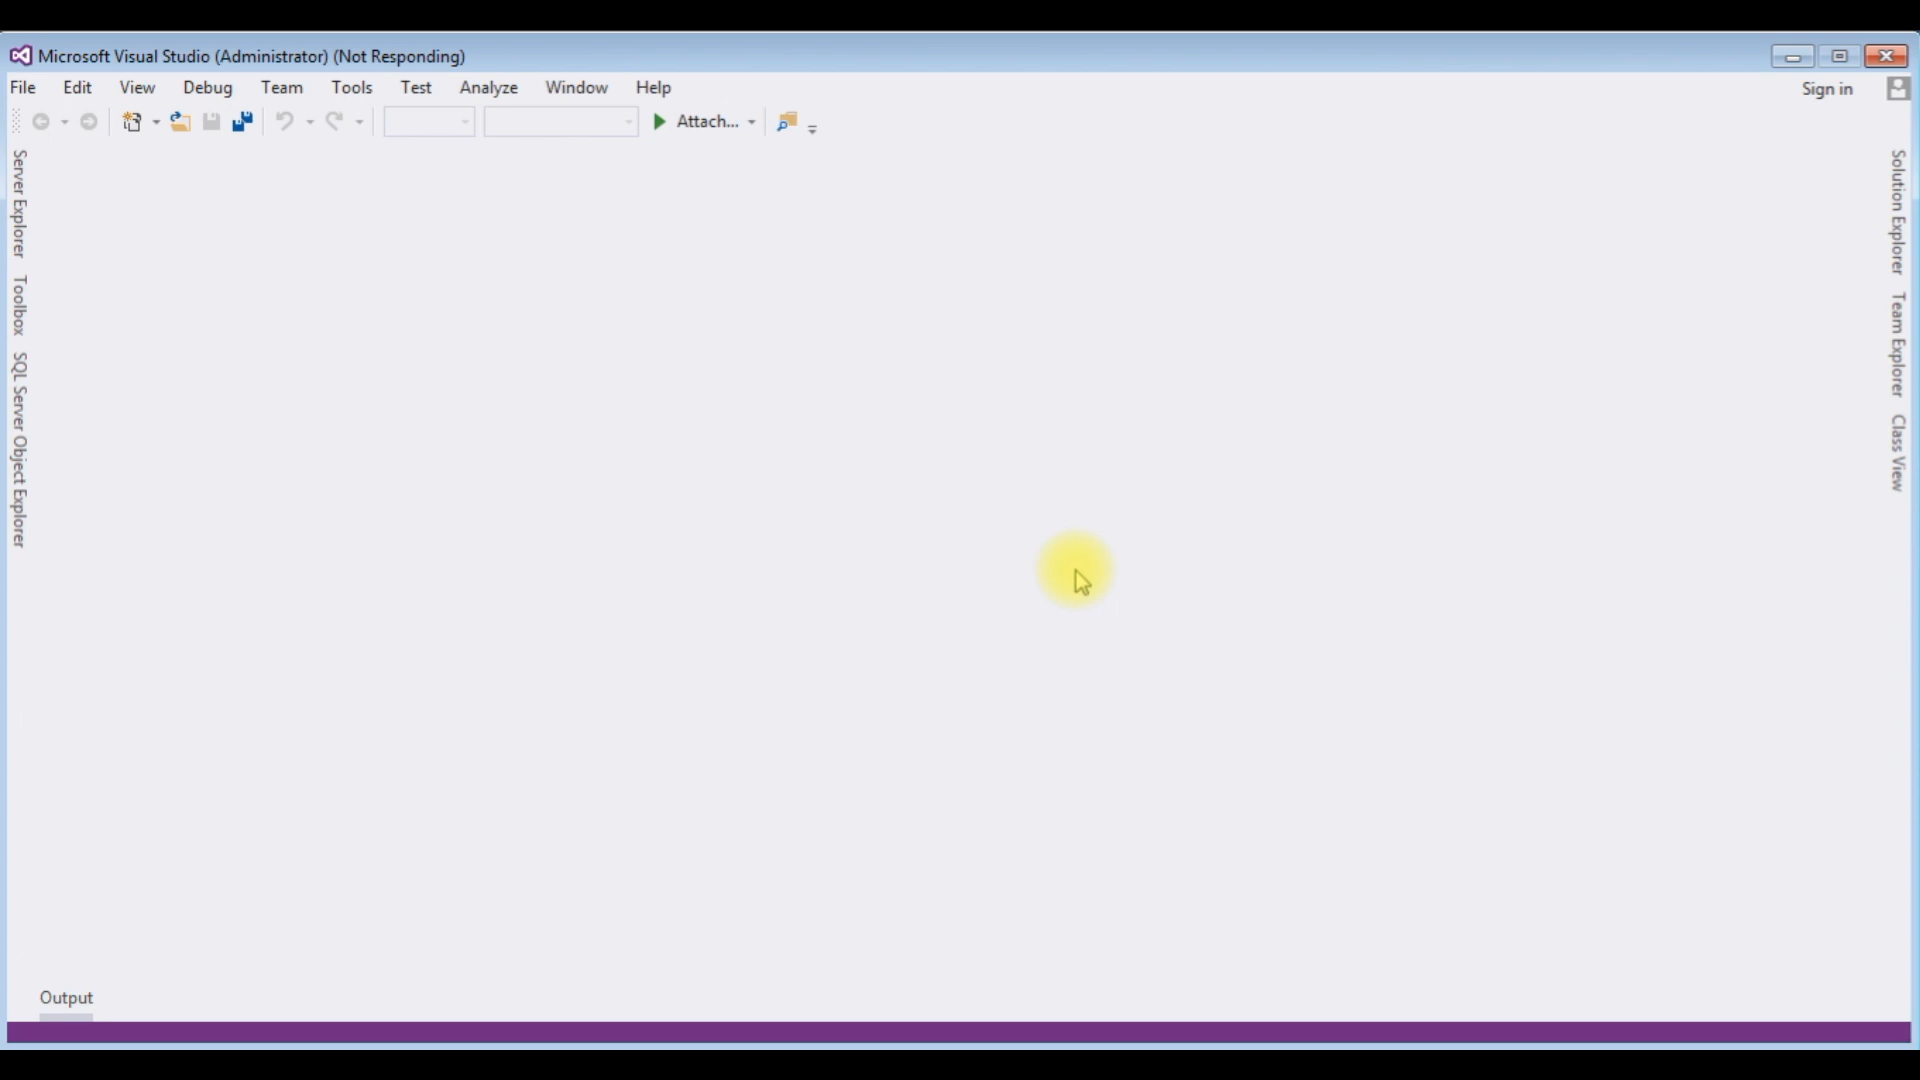 Microsoft Visual Studio (Administrator) (Not Responding)
File Edit View Debug Team Tools Test Analyze Window Help
Sign in
Attach...
Server Explorer
Toolbox
SQL Server Object Explorer
Solution Explorer
Team Explorer
Class View
Output